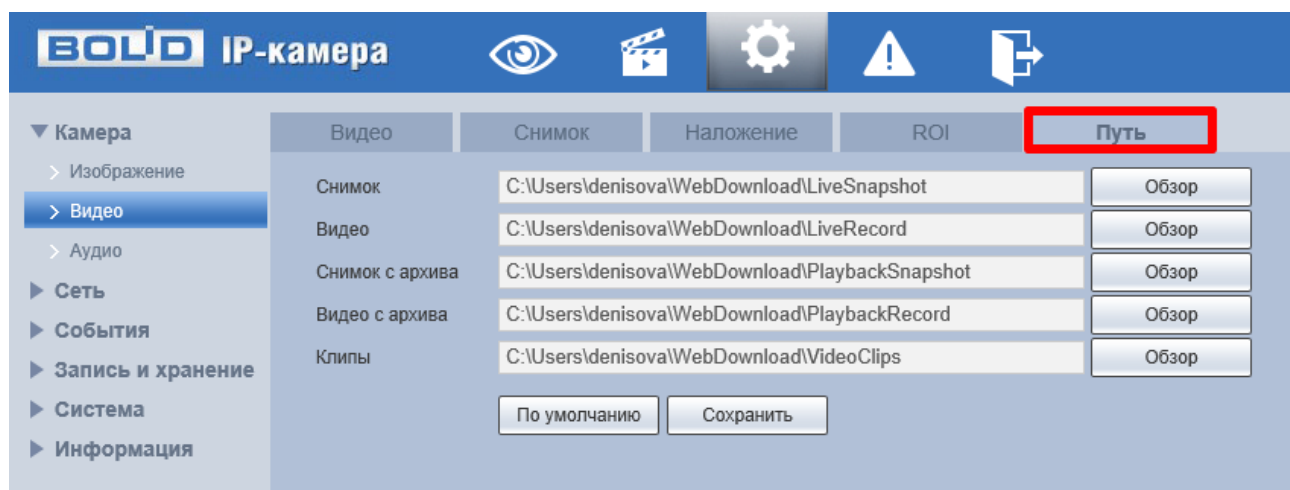 BOLID IP-камера
Камера
Изображение
Видео
Аудио
Сеть
События
Запись и хранение
Система
Информация
Видео Снимок Наложение ROI Путь
Снимок C:\Users\denisova\WebDownload\LiveSnapshot Обзор
Видео C:\Users\denisova\WebDownload\LiveRecord Обзор
Снимок с архива C:\Users\denisova\WebDownload\PlaybackSnapshot Обзор
Видео с архива C:\Users\denisova\WebDownload\PlaybackRecord Обзор
Клипы C:\Users\denisova\WebDownload\VideoClips Обзор
По умолчанию Сохранить